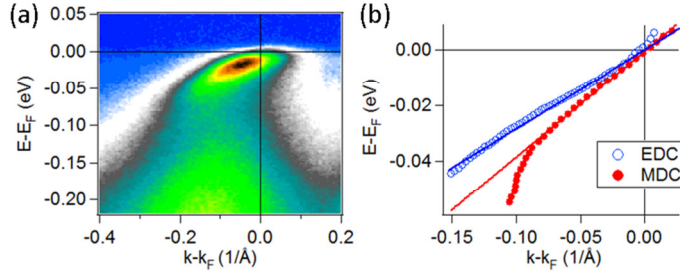 (a)
E-E_F (eV)
0.05
0.00
-0.05
-0.10
-0.15
-0.20
-0.4 -0.2 0.0 0.2
k-k_F (1/Å)
(b)
E-E_F (eV)
0.00
-0.02
-0.04
EDC
MDC
-0.15 -0.10 -0.05 0.00
k-k_F (1/Å)